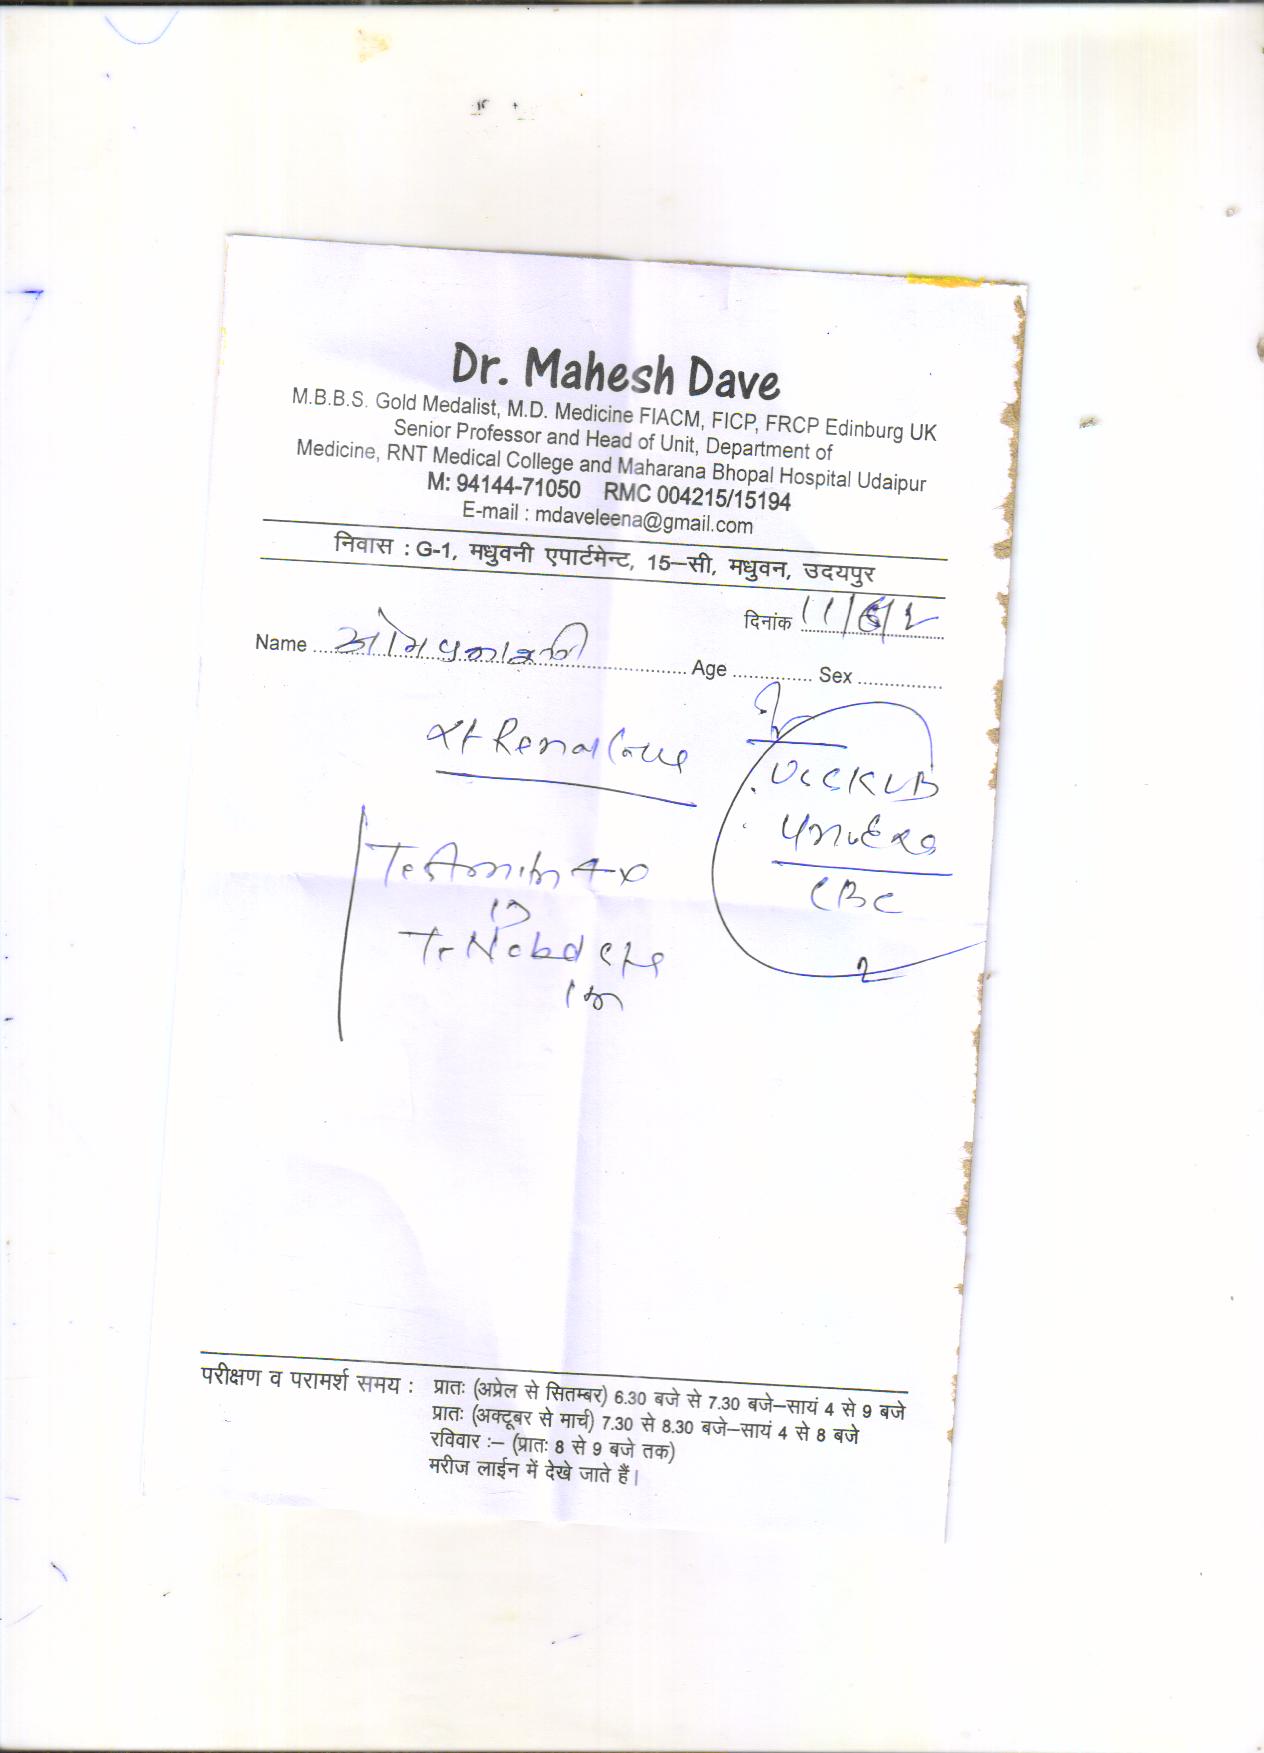 Dr. Mahesh Dave
M.B.B.S. Gold Medalist, M.D. Medicine FIACM, FICP, FRCP Edinburg UK
Senior Professor and Head of Unit, Department of
Medicine, RNT Medical College and Maharana Bhopal Hospital Udaipur
M: 94144-71050 RMC 004215/15194
E-mail : mdaveleena@gmail.com
निवास : G-1, मधुवनी एपार्टमेन्ट, 15–सी, मधुवन, उदयपुर
दिनांक 11/
Name Age Sex
Renal
KUB
CBC
परीक्षण व परामर्श समय : प्रातः (अप्रेल से सितम्बर) 6.30 बजे से 7.30 बजे–सायं 4 से 9 बजे
प्रातः (अक्टूबर से मार्च) 7.30 से 8.30 बजे–सायं 4 से 8 बजे
रविवार :– (प्रातः 8 से 9 बजे तक)
मरीज लाईन में देखे जाते हैं।